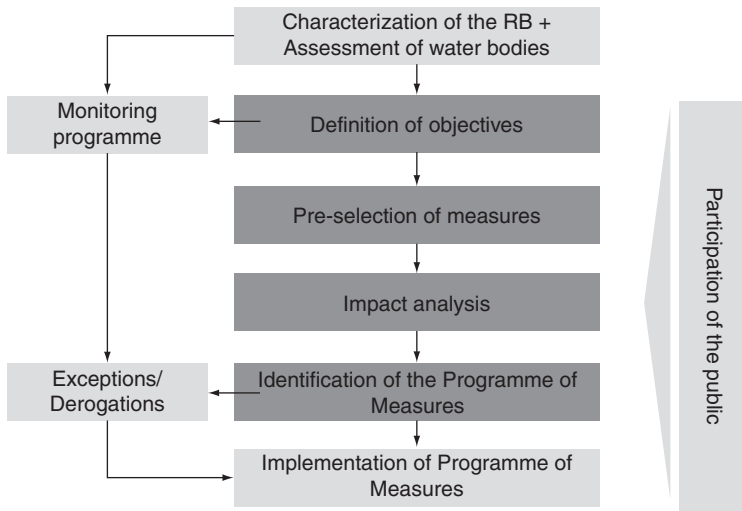 Characterization of the RB +
Assessment of water bodies
Monitoring
programme
Definition of objectives
Pre-selection of measures
Impact analysis
Exceptions/
Derogations
Identification of the Programme of
Measures
Implementation of Programme of
Measures
Participation of the public